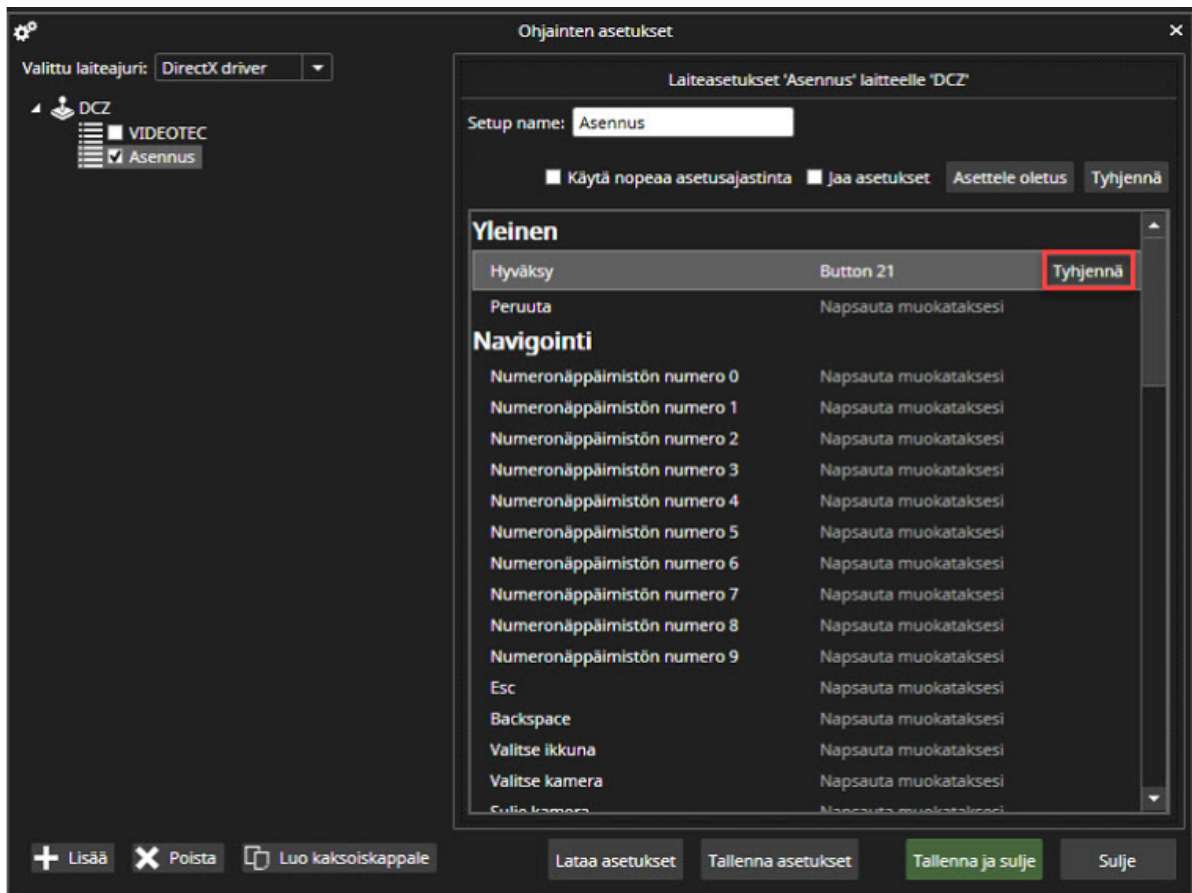 Ohjainten asetukset
Valittu laiteajuri: DirectX driver
DCZ
VIDEOTEC
Asennus
Laiteasetukset 'Asennus' laitteelle 'DCZ'
Setup name: Asennus
Käytä nopeaa asetusajastinta Jaa asetukset Asettele oletus Tyhjennä
Yleinen
Hyväksy Button 21 Tyhjennä
Peruuta Napsauta muokataksesi
Navigointi
Numeronäppäimistön numero 0 Napsauta muokataksesi
Numeronäppäimistön numero 1 Napsauta muokataksesi
Numeronäppäimistön numero 2 Napsauta muokataksesi
Numeronäppäimistön numero 3 Napsauta muokataksesi
Numeronäppäimistön numero 4 Napsauta muokataksesi
Numeronäppäimistön numero 5 Napsauta muokataksesi
Numeronäppäimistön numero 6 Napsauta muokataksesi
Numeronäppäimistön numero 7 Napsauta muokataksesi
Numeronäppäimistön numero 8 Napsauta muokataksesi
Numeronäppäimistön numero 9 Napsauta muokataksesi
Esc Napsauta muokataksesi
Backspace Napsauta muokataksesi
Valitse ikkuna Napsauta muokataksesi
Valitse kamera Napsauta muokataksesi
Sulje kamera Napsauta muokataksesi
Lisää Poista Luo kaksoiskappale Lataa asetukset Tallenna asetukset Tallenna ja sulje Sulje